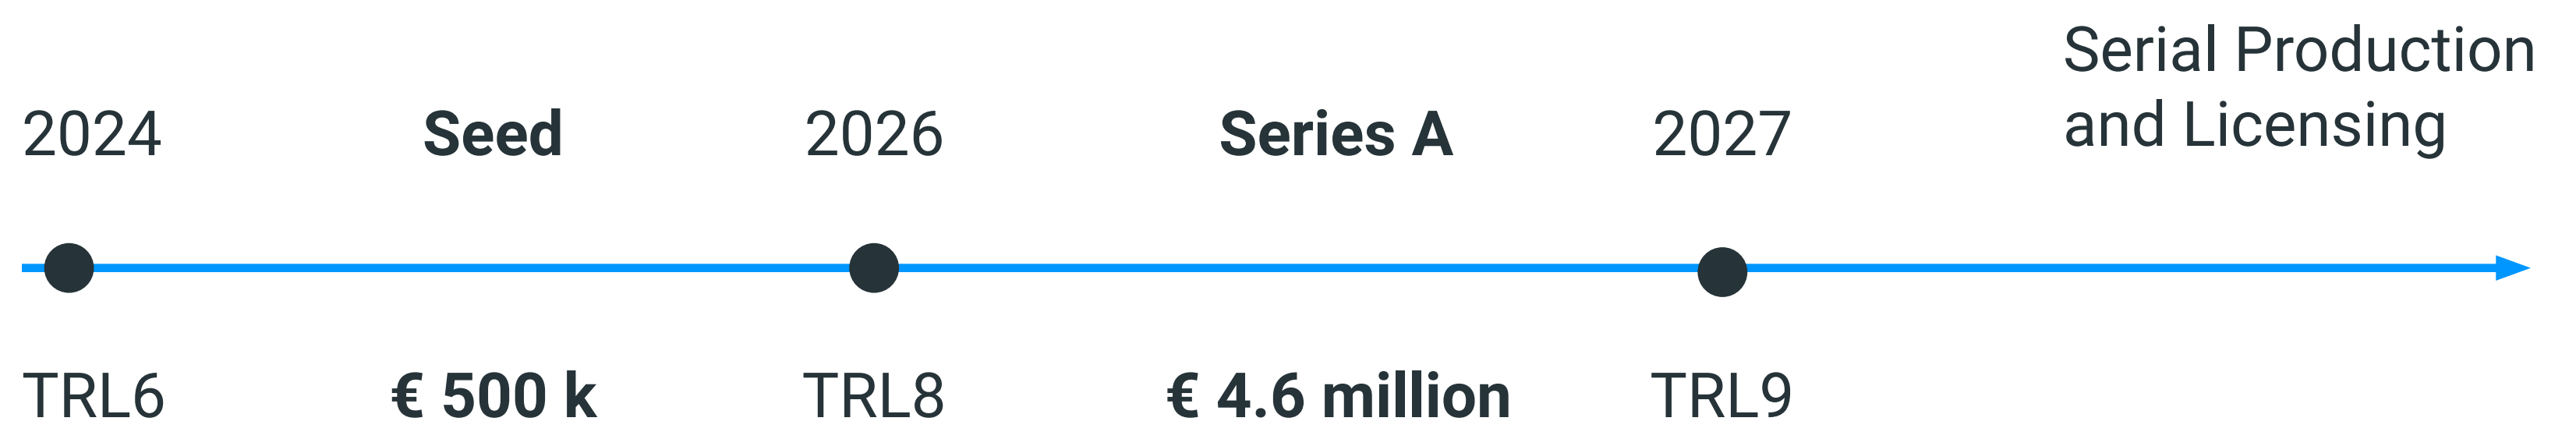 Serial Production
and Licensing
2024 Seed 2026 Series A 2027
TRL6 € 500 k TRL8 € 4.6 million TRL9